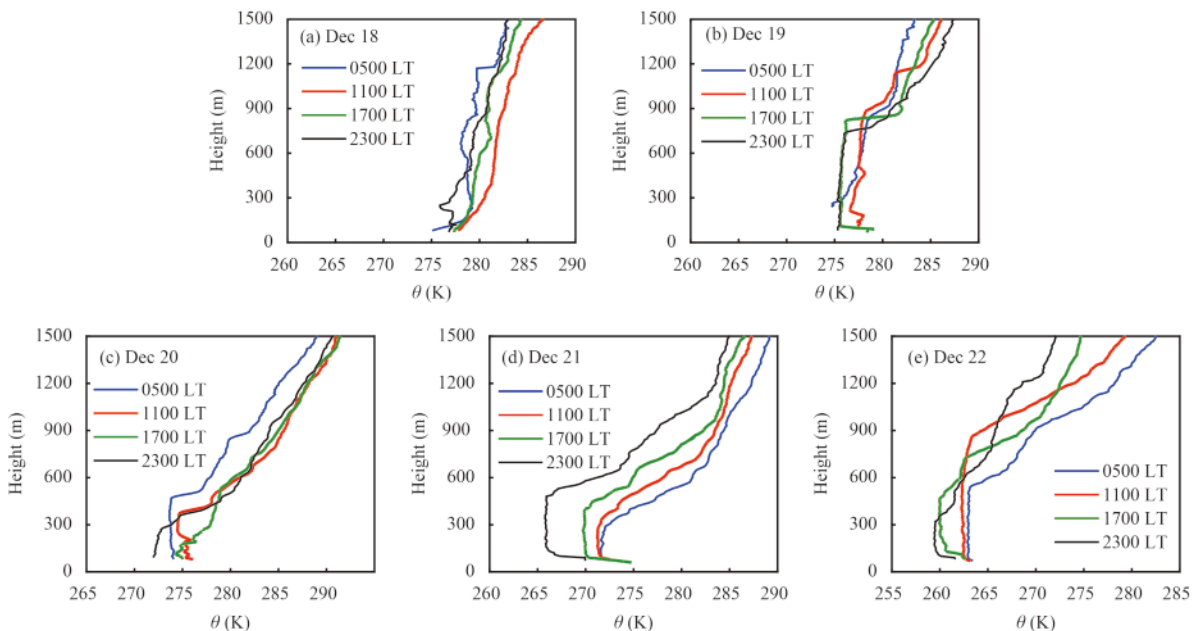 1500
1200
900
600
300
0
Height (m)
(a) Dec 18
0500 LT
1100 LT
1700 LT
2300 LT
260 265 270 275 280 285 290
θ (K)
1500
1200
900
600
300
0
Height (m)
(b) Dec 19
0500 LT
1100 LT
1700 LT
2300 LT
260 265 270 275 280 285 290
θ (K)
1500
1200
900
600
300
0
Height (m)
(c) Dec 20
0500 LT
1100 LT
1700 LT
2300 LT
265 270 275 280 285 290
θ (K)
1500
1200
900
600
300
0
Height (m)
(d) Dec 21
0500 LT
1100 LT
1700 LT
2300 LT
260 265 270 275 280 285 290
θ (K)
1500
1200
900
600
300
0
Height (m)
(e) Dec 22
0500 LT
1100 LT
1700 LT
2300 LT
255 260 265 270 275 280 285
θ (K)